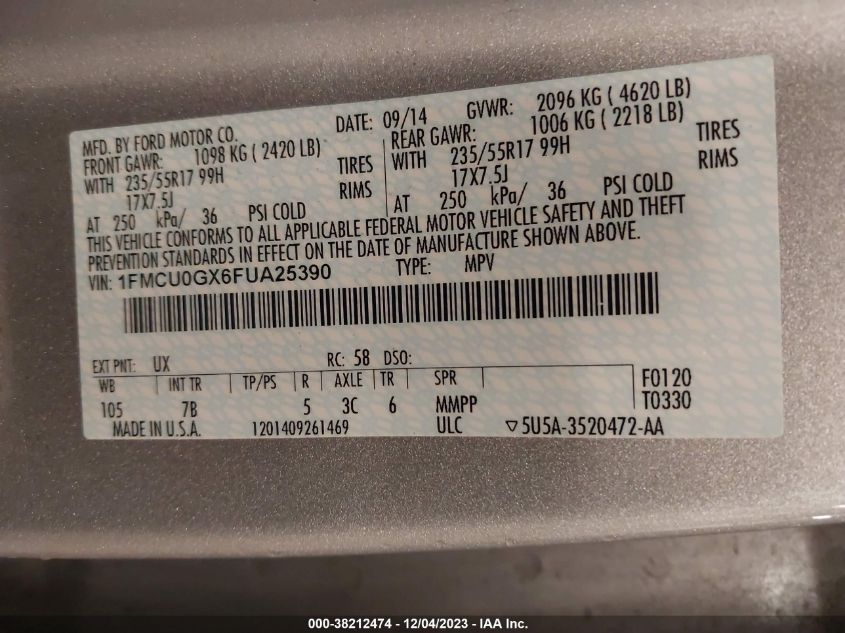 MFD. BY FORD MOTOR CO. DATE: 09/14 GVWR: 2096 KG ( 4620 LB)
FRONT GAWR: 1098 KG ( 2420 LB) REAR GAWR: 1006 KG ( 2218 LB)
WITH 235/55R17 99H TIRES WITH 235/55R17 99H TIRES
17X7.5J RIMS 17X7.5J RIMS
AT 250 kPa/ 36 PSI COLD AT 250 kPa/ 36 PSI COLD
THIS VEHICLE CONFORMS TO ALL APPLICABLE FEDERAL MOTOR VEHICLE SAFETY AND THEFT
PREVENTION STANDARDS IN EFFECT ON THE DATE OF MANUFACTURE SHOWN ABOVE.
VIN: 1FMCU0GX6FUA25390 TYPE: MPV
EXT PNT: UX RC: 58 DSO:
WB INT TR TP/PS R AXLE TR SPR F0120
105 7B 5 3C 6 MMPP T0330
MADE IN U.S.A. 1201409261469 ULC ▽5U5A-3520472-AA
000-38212474 - 12/04/2023 - IAA Inc.